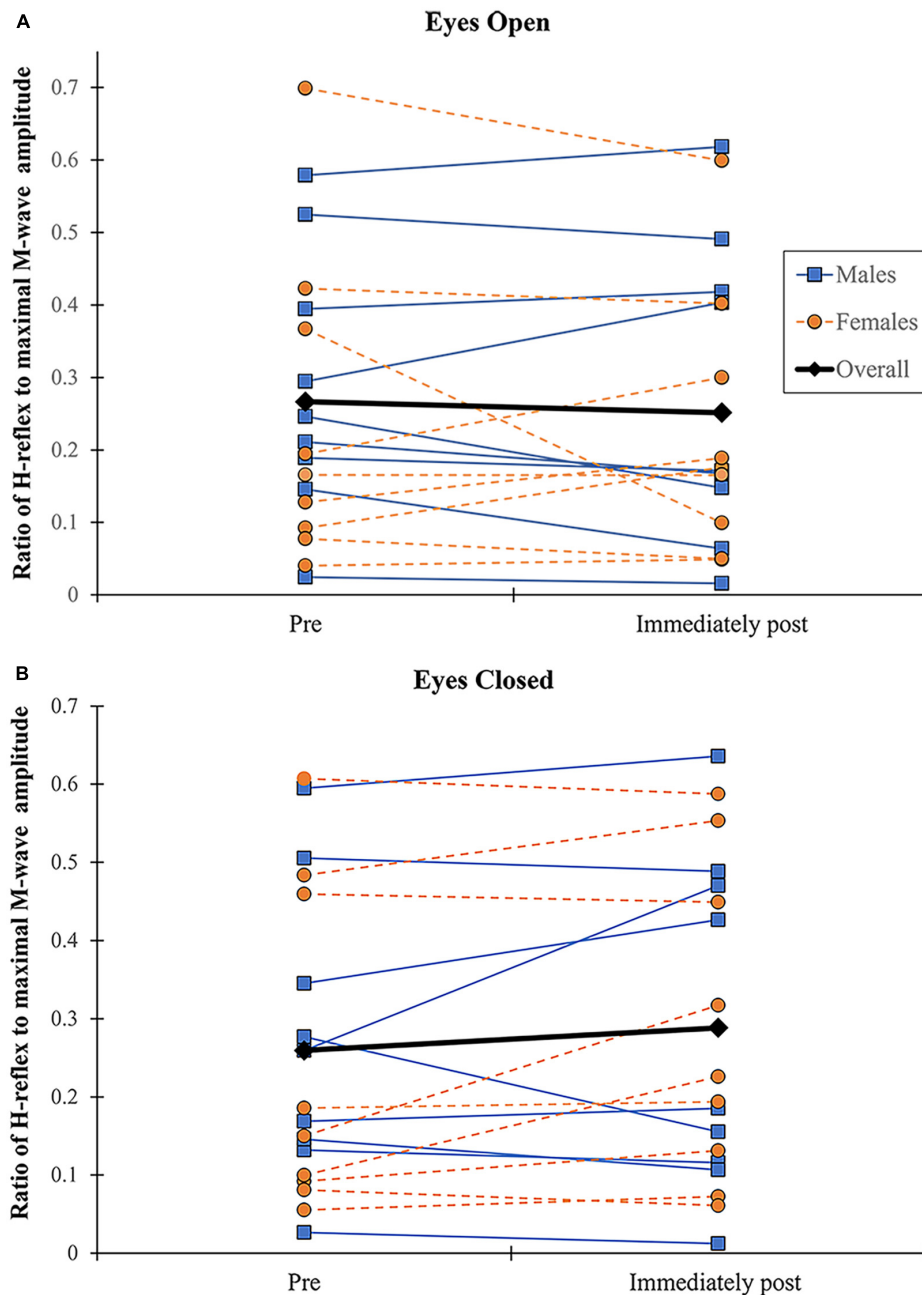 A
Eyes Open
Ratio of H-reflex to maximal M-wave amplitude
0.7
0.6
0.5
0.4
0.3
0.2
0.1
0
Males
Females
Overall
Pre
Immediately post
B
Eyes Closed
Ratio of H-reflex to maximal M-wave amplitude
0.7
0.6
0.5
0.4
0.3
0.2
0.1
0
Pre
Immediately post